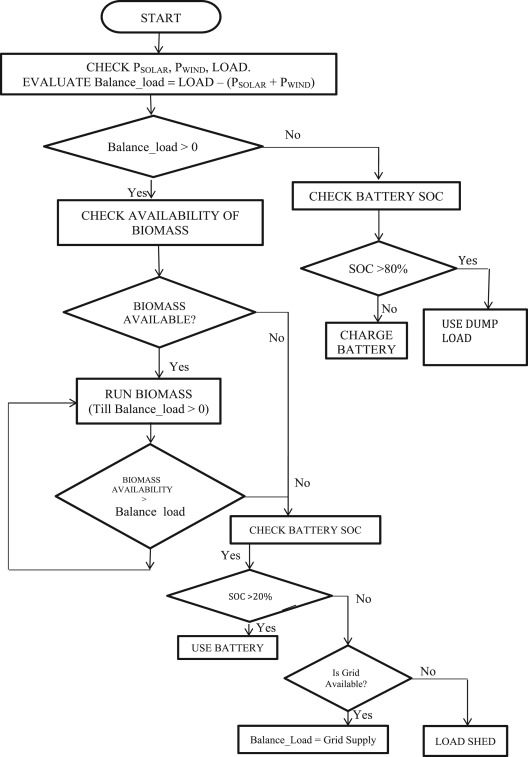 START
CHECK PSOLAR, PWIND, LOAD.
EVALUATE Balance_load = LOAD – (PSOLAR + PWIND)
Balance_load > 0
No
Yes
CHECK BATTERY SOC
CHECK AVAILABILITY OF
BIOMASS
SOC >80%
Yes
No
BIOMASS
AVAILABLE?
USE DUMP
LOAD
CHARGE
BATTERY
No
Yes
RUN BIOMASS
(Till Balance_load > 0)
BIOMASS
AVAILABILITY
>
Balance load
No
CHECK BATTERY SOC
Yes
SOC >20%
No
Yes
USE BATTERY
Is Grid
Available?
No
Yes
Balance_Load = Grid Supply
LOAD SHED